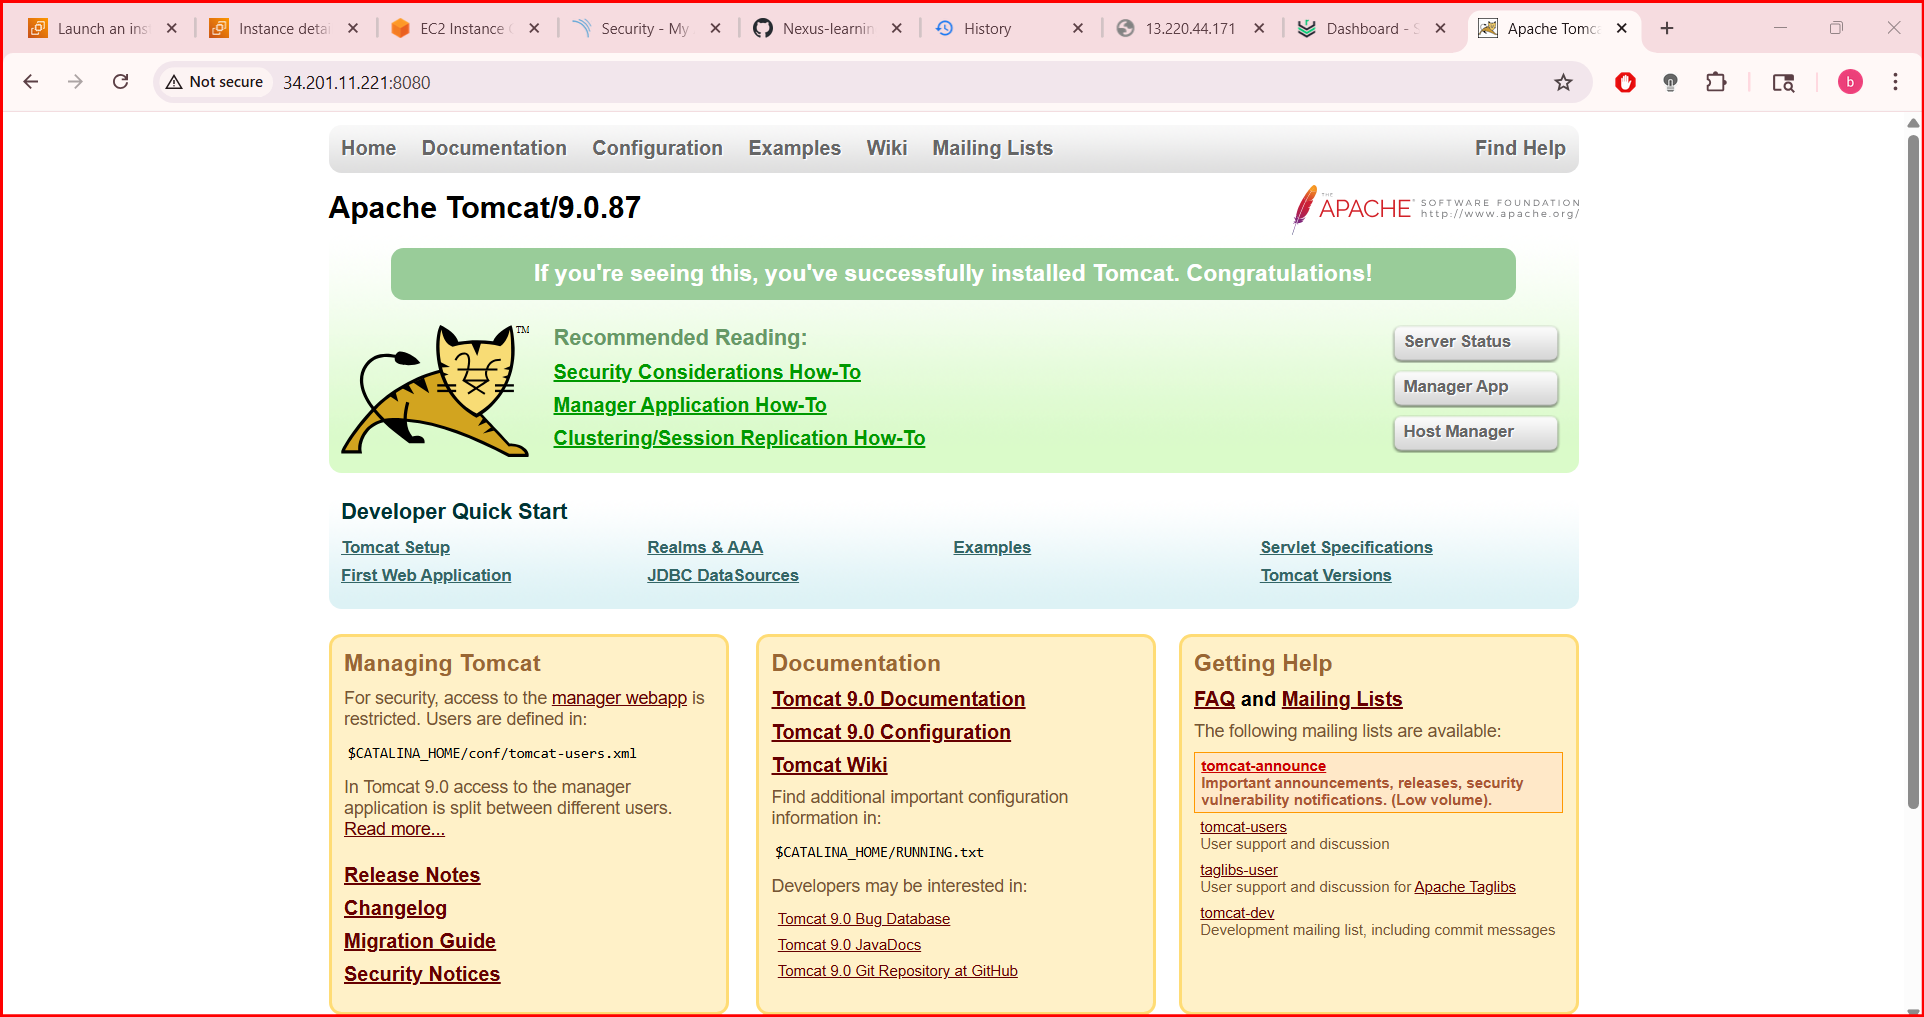 Launch an inst
Instance detai
EC2 Instance C
Security - My
Nexus-learnin
History
13.220.44.171
Dashboard - S
Apache Tomca
Not secure
34.201.11.221:8080
b
Home Documentation Configuration Examples Wiki Mailing Lists Find Help
Apache Tomcat/9.0.87
THE
APACHE
SOFTWARE FOUNDATION
http://www.apache.org/
If you're seeing this, you've successfully installed Tomcat. Congratulations!
TM
Recommended Reading:
Security Considerations How-To
Manager Application How-To
Clustering/Session Replication How-To
Server Status
Manager App
Host Manager
Developer Quick Start
Tomcat Setup
First Web Application
Realms & AAA
JDBC DataSources
Examples
Servlet Specifications
Tomcat Versions
Managing Tomcat
For security, access to the manager webapp is
restricted. Users are defined in:
$CATALINA_HOME/conf/tomcat-users.xml
In Tomcat 9.0 access to the manager
application is split between different users.
Read more...
Release Notes
Changelog
Migration Guide
Security Notices
Documentation
Tomcat 9.0 Documentation
Tomcat 9.0 Configuration
Tomcat Wiki
Find additional important configuration
information in:
$CATALINA_HOME/RUNNING.txt
Developers may be interested in:
Tomcat 9.0 Bug Database
Tomcat 9.0 JavaDocs
Tomcat 9.0 Git Repository at GitHub
Getting Help
FAQ and Mailing Lists
The following mailing lists are available:
tomcat-announce
Important announcements, releases, security
vulnerability notifications. (Low volume).
tomcat-users
User support and discussion
taglibs-user
User support and discussion for Apache Taglibs
tomcat-dev
Development mailing list, including commit messages